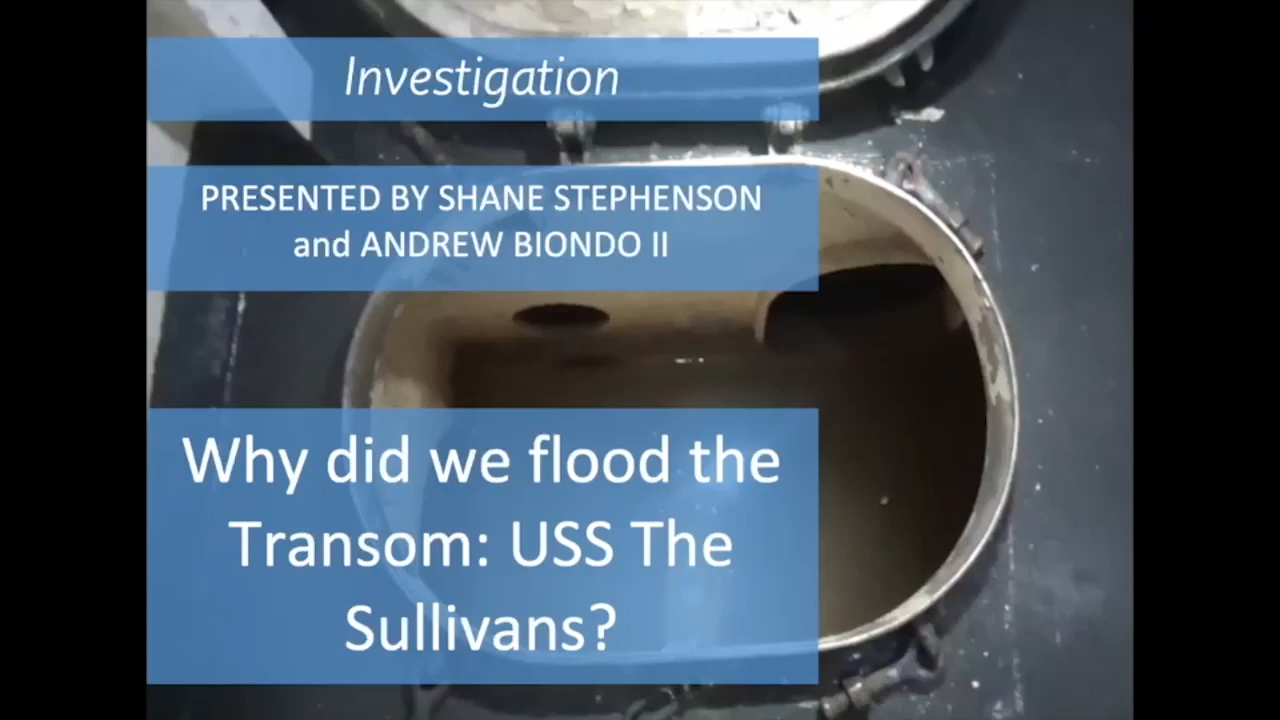 Investigation
PRESENTED BY SHANE STEPHENSON
and ANDREW BIONDO II
Why did we flood the
Transom: USS The
Sullivans?